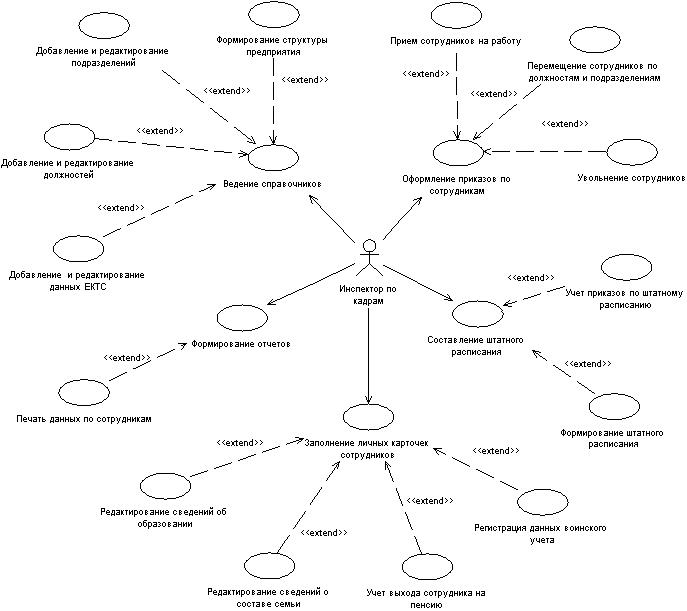 <<extend>>
<<extend>>
<<extend>>
<<extend>>
Добавление и редактирование
подразделений
Формирование структуры
предприятия
Прием сотрудников на работу
Перемещение сотрудников по
должностям и подразделениям
<<extend>>
<<extend>>
<<extend>>
Добавление и редактирование
должностей
Ведение справочников
Оформление приказов по
сотрудникам
Увольнение сотрудников
Добавление и редактирование
данных ЕКТС
Инспектор по
кадрам
<<extend>>
Учет приказов по штатному
расписанию
Формирование отчетов
Составление штатного
расписания
<<extend>>
<<extend>>
Печать данных по сотрудникам
Формирование штатного
расписания
Заполнение личных карточек
сотрудников
<<extend>>
<<extend>>
<<extend>>
<<extend>>
Редактирование сведений об
образовании
Регистрация данных воинского
учета
Редактирование сведений о
составе семьи
Учет выхода сотрудника на
пенсию